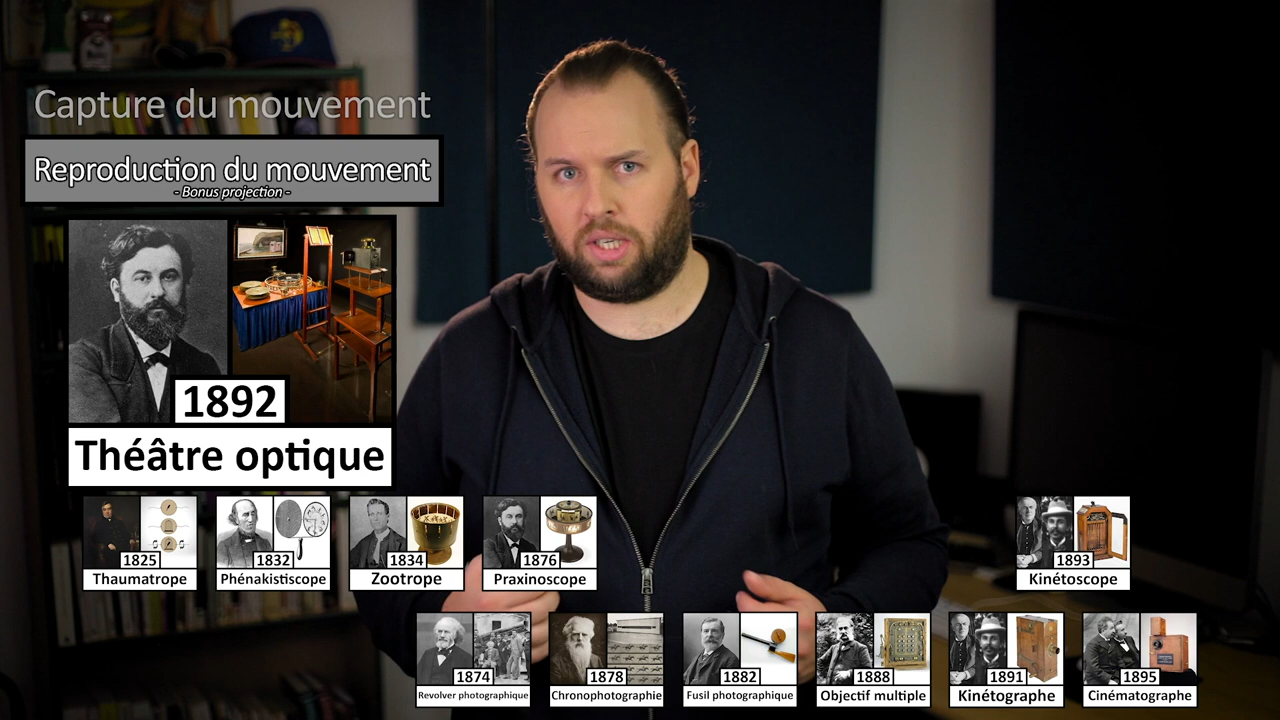 Capture du mouvement
Reproduction du mouvement
- Bonus projection -
1892
Théâtre optique
1825
Thaumatrope
1832
Phénakistiscope
1834
Zootrope
1876
Praxinoscope
1893
Kinétoscope
1874
Revolver photographique
1878
Chronophotographie
1882
Fusil photographique
1888
Objectif multiple
1891
Kinétographe
1895
Cinématographe